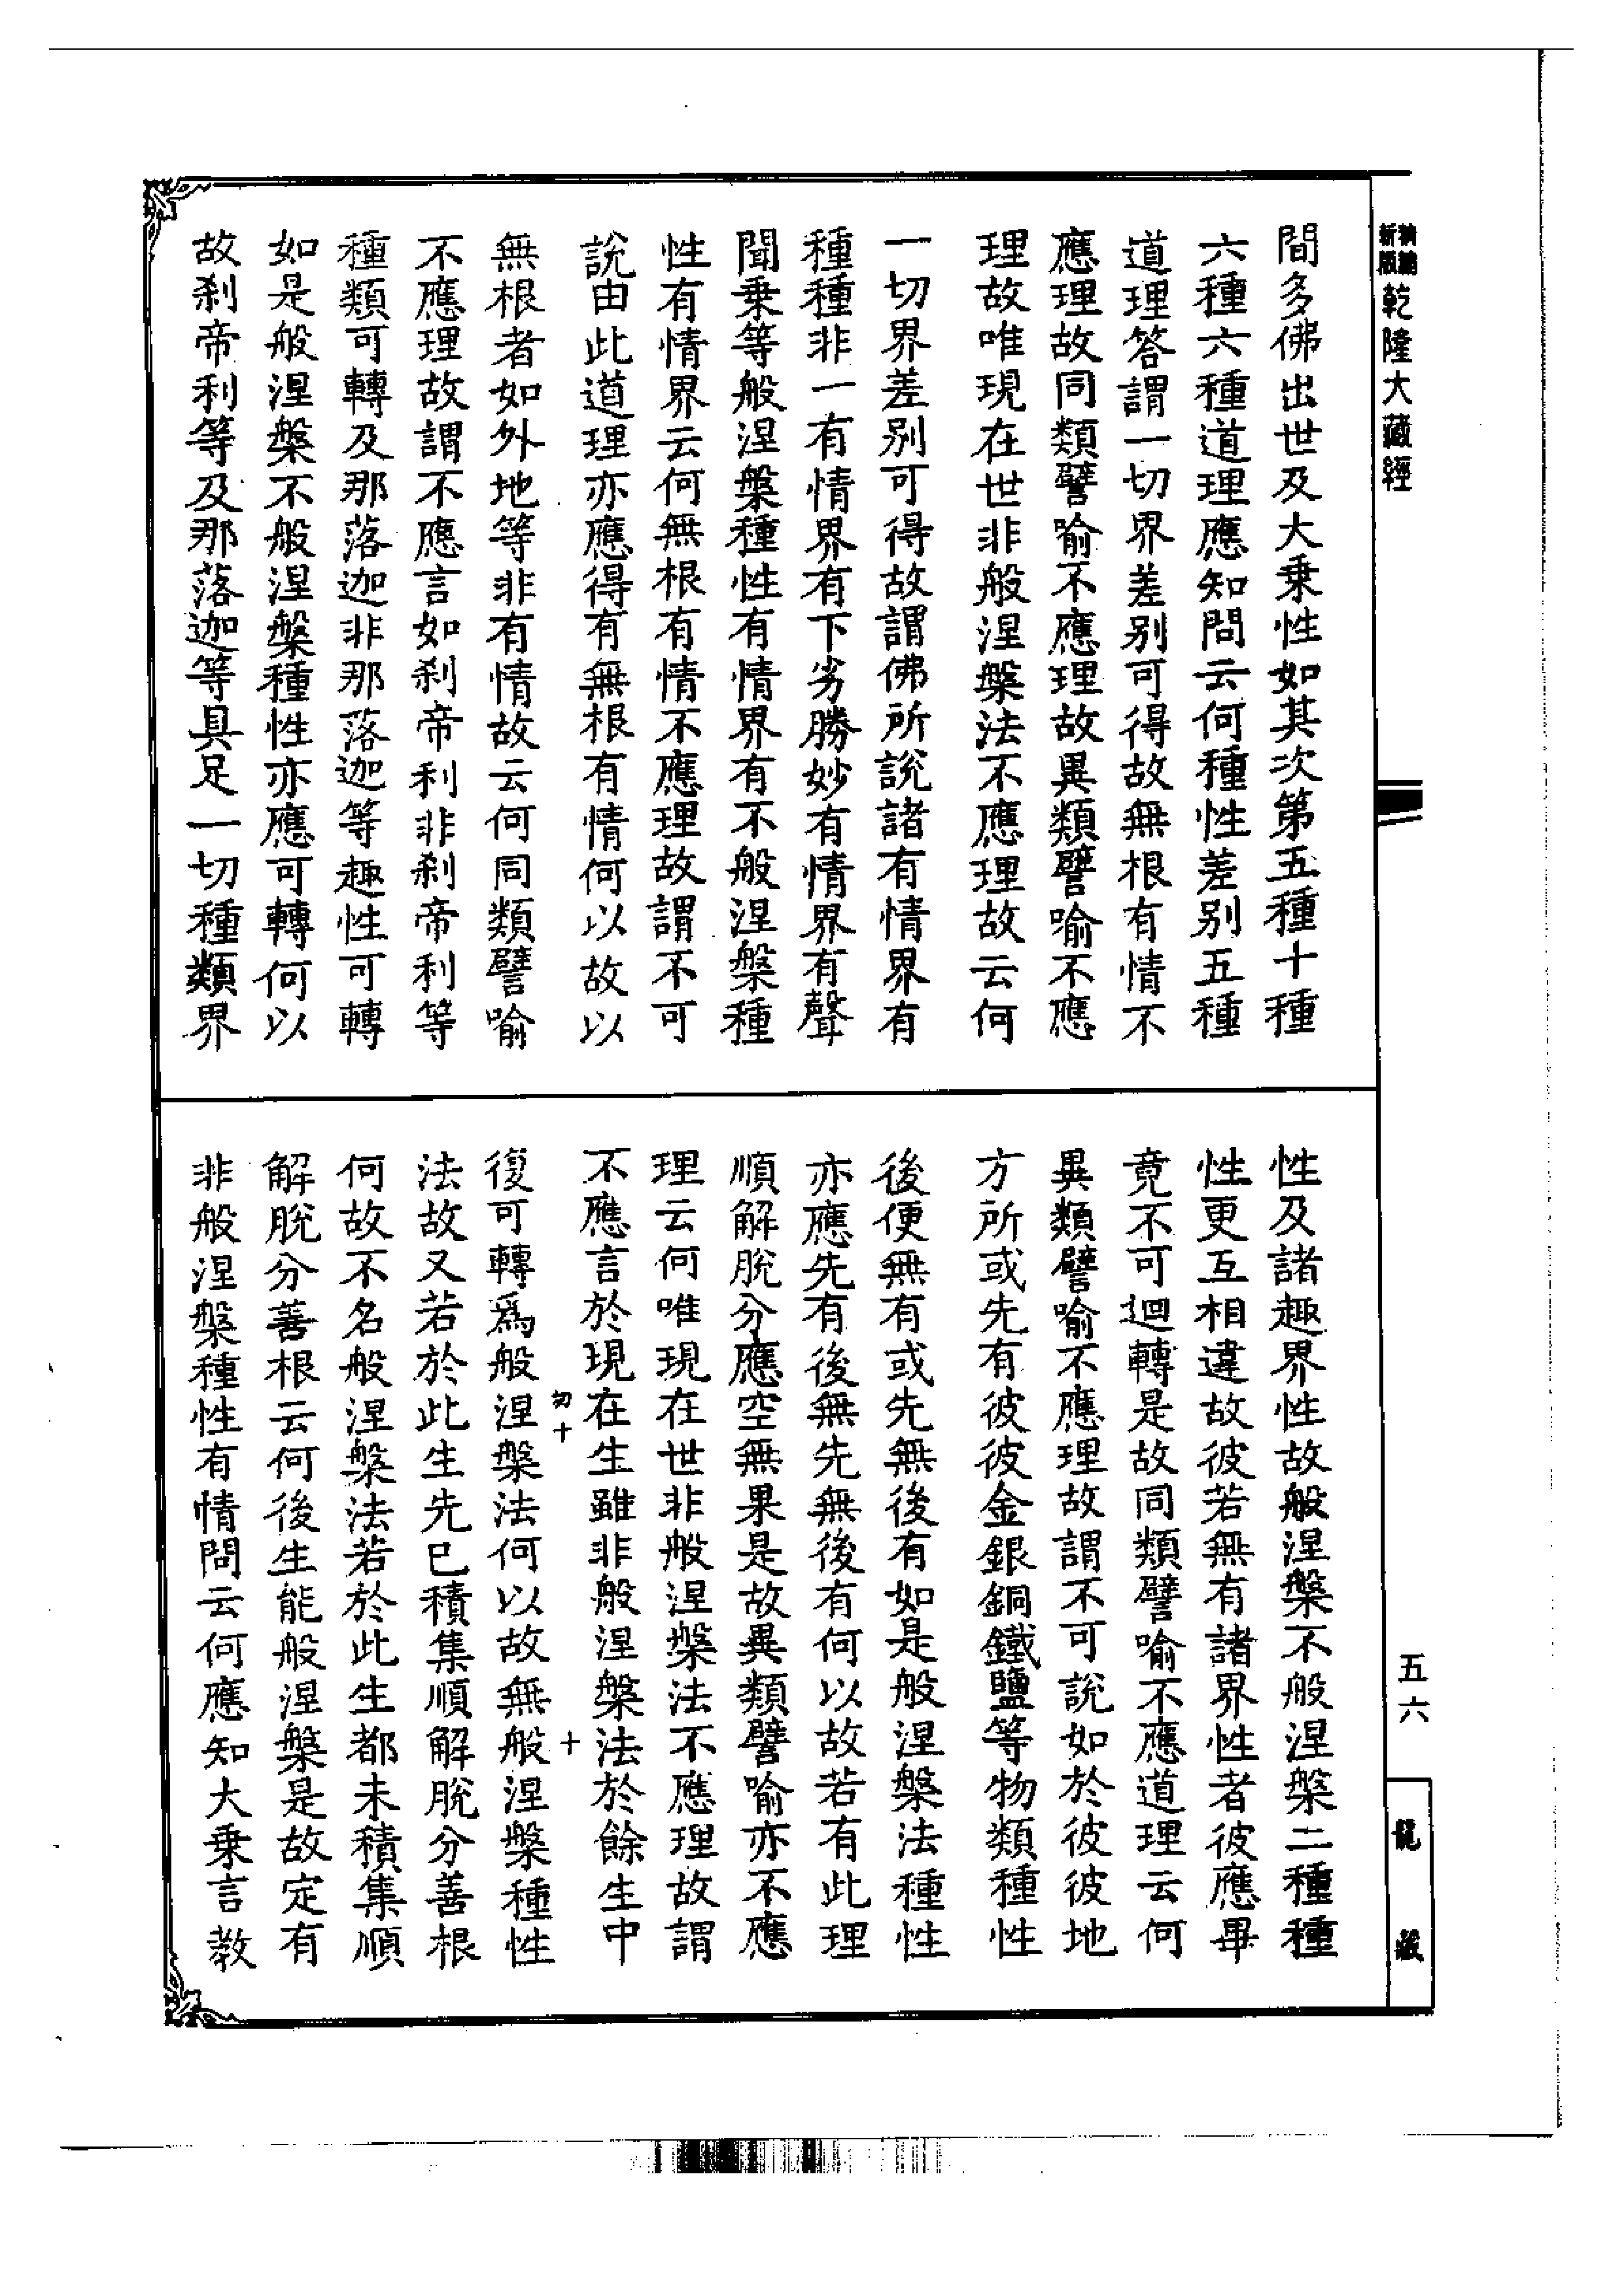 新版
乾隆大藏經
間多佛出世及大乗性如其次第五種十種
六種六種道理應知問云何種性差别五種
道理答謂一切界差别可得故無根有情不
應理故同類譬喻不應理故異類譬喻不應
理故唯現在世非般涅槃法不應理故云何
一切界差别可得故謂佛所說諸有情界有
種種非一有情界有下劣勝妙有情界有聲
聞乗等般涅槃種性有情界有不般涅槃種
性有情界云何無根有情不應理故謂不可
說由此道理亦應得有無根有情何以故以
無根者如外地等非有情故云何同類譬喻
不應理故謂不應言如刹帝利非刹帝利等
種類可轉及那落迦非那落迦等趣性可轉
如是般涅槃不般涅槃種性亦應可轉何以
故刹帝利等及那落迦等具足一切種類界
性及諸趣界性故般涅槃不般涅槃二種種
性更互相違故彼若無有諸界性者彼應畢
竟不可迴轉是故同類譬喻不應道理云何
異類譬喻不應理故謂不可說如於彼彼地
方所或先有彼彼金銀銅鐵鹽等物類種性
後便無有或先無後有如是般涅槃法種性
亦應先有後無先無後有何以故若有此理
順解脫分應空無果是故異類譬喻亦不應
理云何唯現在世非般涅槃法不應理故謂
不應言於現在生雖非般涅槃法於餘生中
復可轉爲般涅槃法何以故無般涅槃種性
法故又若於此生先已積集順解脫分善根
何故不名般涅槃法若於此生都未積集順
解脫分善根云何後生能般涅槃是故定有
非般涅槃種性有情問云何應知大乗言教
五六
龍藏